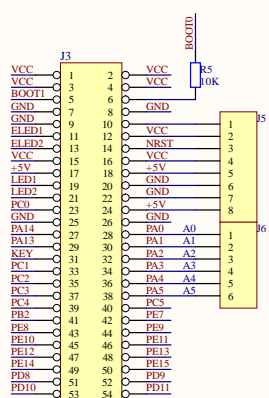 BOOT0
J3
VCC 1 2 VCC R5
VCC 3 4 VCC 10K
BOOT1 5 6
GND 7 8 GND
J5
GND 9 10 1
ELED1 11 12 VCC 2
ELED2 13 14 NRST 3
VCC 15 16 VCC 4
+5V 17 18 +5V 5
LED1 19 20 GND 6
LED2 21 22 GND 7
PC0 23 24 +5V 8
GND 25 26 GND
J6
PA14 27 28 PA0 A0 1
PA13 29 30 PA1 A1 2
KEY 31 32 PA2 A2 3
PC1 33 34 PA3 A3 4
PC2 35 36 PA4 A4 5
PC3 37 38 PA5 A5 6
PC4 39 40 PC5
PB2 41 42 PE7
PE8 43 44 PE9
PE10 45 46 PE11
PE12 47 48 PE13
PE14 49 50 PE15
PD8 51 52 PD9
PD10 53 54 PD11